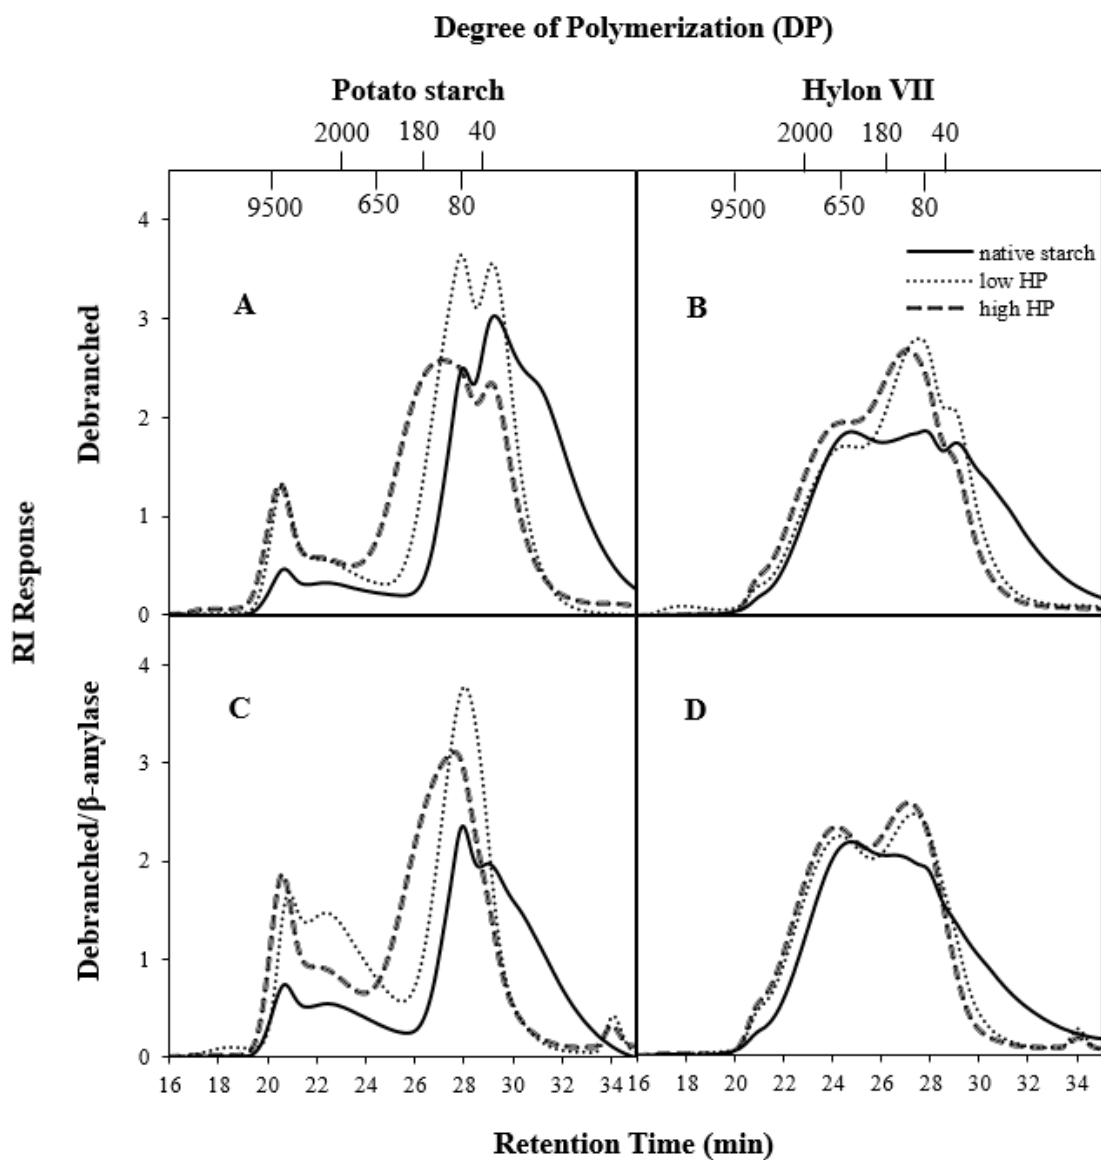 Degree of Polymerization (DP)
Potato starch
Hylon VII
2000 180 40
2000 180 40
9500 650 80
9500 650 80
4
3
2
1
0
A
B
native starch
low HP
high HP
Debranched
RI Response
4
3
2
1
0
C
D
Debranched/β-amylase
16 20 22 24 26 28 30 32 34 16 18 20 22 24 26 28 30 32 34
Retention Time (min)